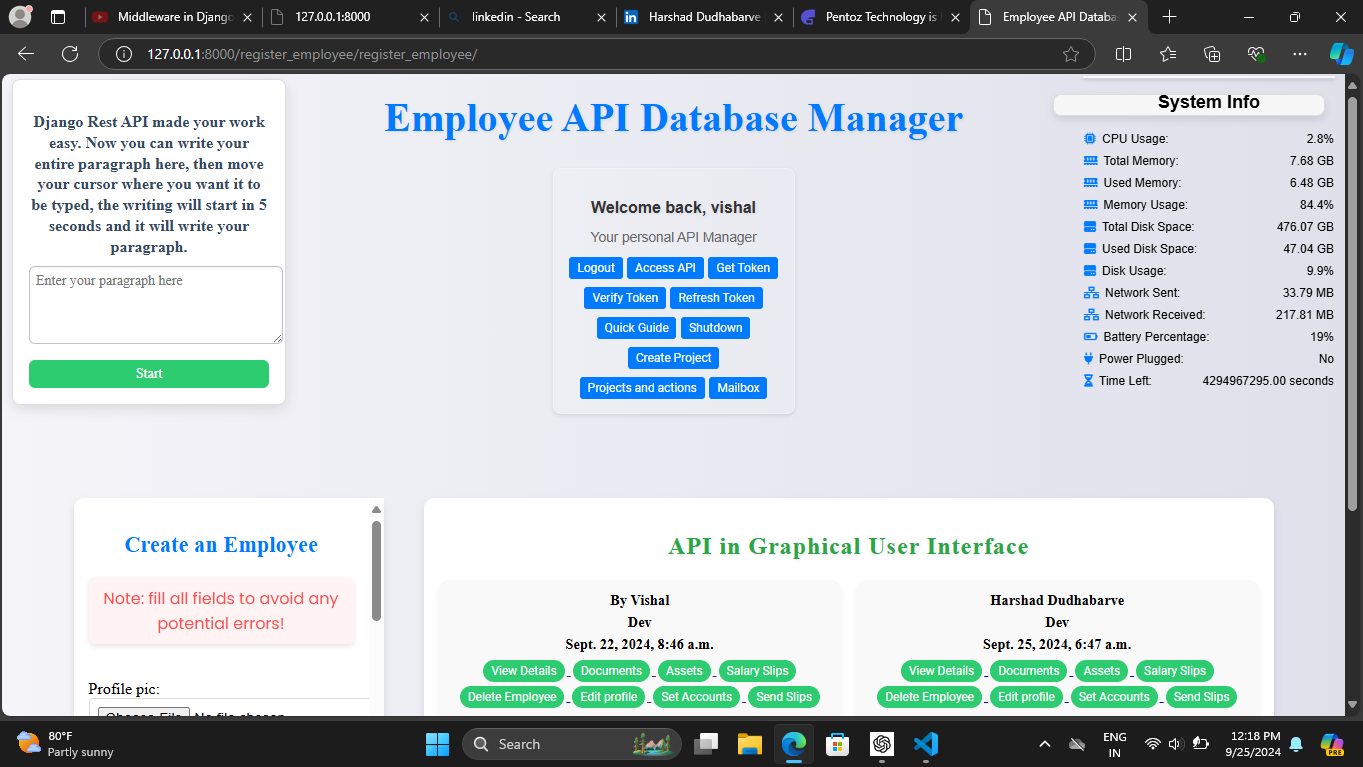 Middleware in Django
127.0.0.1:8000
linkedin - Search
Harshad Dudhabarve
Pentoz Technology is
Employee API Databa
127.0.0.1:8000/register_employee/register_employee/
Django Rest API made your work
easy. Now you can write your
entire paragraph here, then move
your cursor where you want it to
be typed, the writing will start in 5
seconds and it will write your
paragraph.
Enter your paragraph here
Start
Employee API Database Manager
Welcome back, vishal
Your personal API Manager
Logout Access API Get Token
Verify Token Refresh Token
Quick Guide Shutdown
Create Project
Projects and actions Mailbox
System Info
CPU Usage: 2.8%
Total Memory: 7.68 GB
Used Memory: 6.48 GB
Memory Usage: 84.4%
Total Disk Space: 476.07 GB
Used Disk Space: 47.04 GB
Disk Usage: 9.9%
Network Sent: 33.79 MB
Network Received: 217.81 MB
Battery Percentage: 19%
Power Plugged: No
Time Left: 4294967295.00 seconds
Create an Employee
Note: fill all fields to avoid any
potential errors!
Profile pic:
Choose File No file chosen
API in Graphical User Interface
By Vishal
Dev
Sept. 22, 2024, 8:46 a.m.
View Details Documents Assets Salary Slips
Delete Employee Edit profile Set Accounts Send Slips
Harshad Dudhabarve
Dev
Sept. 25, 2024, 6:47 a.m.
View Details Documents Assets Salary Slips
Delete Employee Edit profile Set Accounts Send Slips
80°F
Partly sunny
Search
ENG
IN
12:18 PM
9/25/2024
PRE